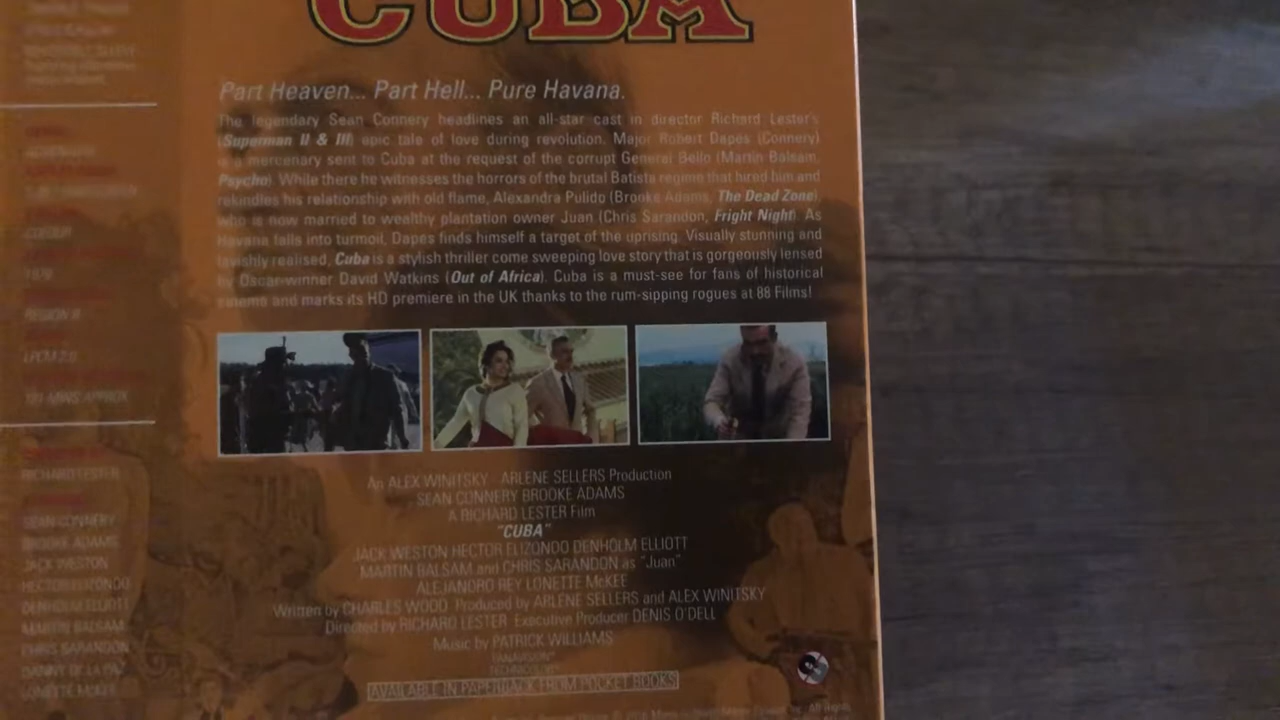 CUBA
Part Heaven... Part Hell... Pure Havana.
The legendary Sean Connery headlines an all-star cast in director Richard Lester's
(Superman II & III) epic tale of love during revolution. Major Robert Dapes (Connery)
is a mercenary sent to Cuba at the request of the corrupt General Bello (Martin Balsam,
Psycho). While there he witnesses the horrors of the brutal Batista regime that hired him and
rekindles his relationship with old flame, Alexandra Pulido (Brooke Adams, The Dead Zone),
who is now married to wealthy plantation owner Juan (Chris Sarandon, Fright Night). As
Havana falls into turmoil, Dapes finds himself a target of the uprising. Visually stunning and
lavishly realised, Cuba is a stylish thriller come sweeping love story that is gorgeously lensed
by Oscar-winner David Watkins (Out of Africa). Cuba is a must-see for fans of historical
cinema and marks its HD premiere in the UK thanks to the rum-sipping rogues at 88 Films!
COLOUR
1979
REGION B
LPCM 2.0
MINS APPROX
RICHARD LESTER
SEAN CONNERY
BROOKE ADAMS
JACK WESTON
HECTOR ELIZONDO
DENHOLM ELLIOTT
MARTIN BALSAM
CHRIS SARANDON
DANNY DE LA PAZ
LONETTE McKEE
An ALEX WINITSKY - ARLENE SELLERS Production
SEAN CONNERY BROOKE ADAMS
A RICHARD LESTER Film
"CUBA"
JACK WESTON HECTOR ELIZONDO DENHOLM ELLIOTT
MARTIN BALSAM and CHRIS SARANDON as "Juan"
ALEJANDRO REY LONETTE McKEE
Written by CHARLES WOOD Produced by ARLENE SELLERS and ALEX WINITSKY
Directed by RICHARD LESTER Executive Producer DENIS O'DELL
Music by PATRICK WILLIAMS
PANAVISION®
TECHNICOLOR®
AVAILABLE IN PAPERBACK FROM POCKET BOOKS
All Rights